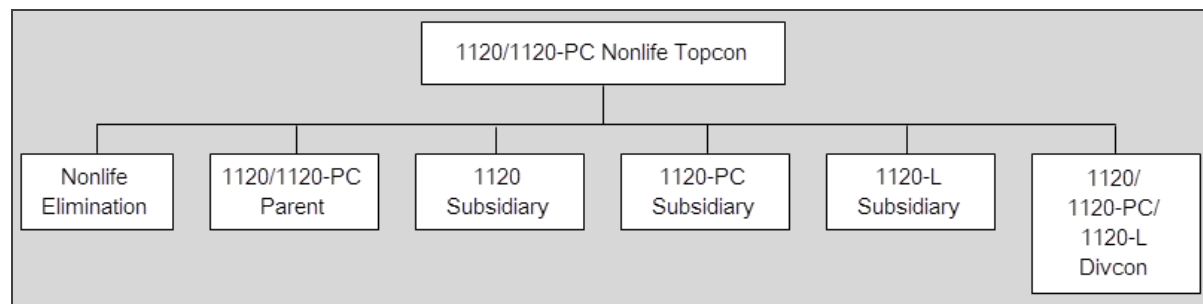 1120/1120-PC Nonlife Topcon
Nonlife
Elimination
1120/1120-PC
Parent
1120
Subsidiary
1120-PC
Subsidiary
1120-L
Subsidiary
1120/
1120-PC/
1120-L
Divcon